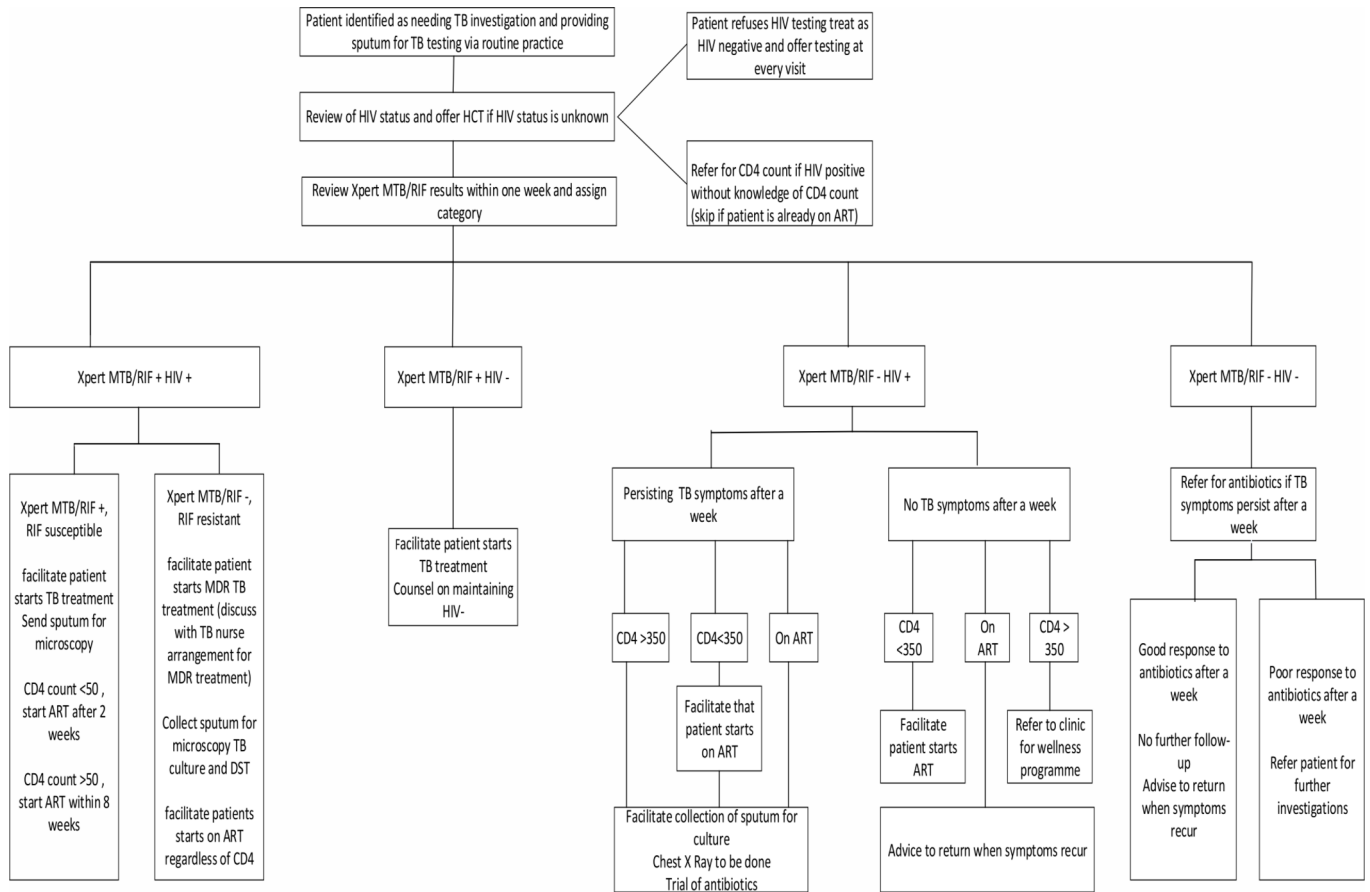 Patient identified as needing TB investigation and providing
sputum for TB testing via routine practice
Patient refuses HIV testing treat as
HIV negative and offer testing at
every visit
Review of HIV status and offer HCT if HIV status is unknown
Refer for CD4 count if HIV positive
without knowledge of CD4 count
(skip if patient is already on ART)
Review Xpert MTB/RIF results within one week and assign
category
Xpert MTB/RIF + HIV +
Xpert MTB/RIF + HIV -
Xpert MTB/RIF - HIV +
Xpert MTB/RIF - HIV -
Xpert MTB/RIF +,
RIF susceptible
facilitate patient
starts TB treatment
Send sputum for
microscopy
CD4 count <50 ,
start ART after 2
weeks
CD4 count >50 ,
start ART within 8
weeks
Xpert MTB/RIF -,
RIF resistant
facilitate patient
starts MDR TB
treatment (discuss
with TB nurse
arrangement for
MDR treatment)
Collect sputum for
microscopy TB
culture and DST
facilitate patients
starts on ART
regardless of CD4
Facilitate patient starts
TB treatment
Counsel on maintaining
HIV-
Persisting TB symptoms after a
week
CD4 >350
CD4<350
On ART
Facilitate that
patient starts
on ART
Facilitate collection of sputum for
culture
Chest X Ray to be done
Trial of antibiotics
No TB symptoms after a week
CD4
<350
On
ART
CD4 >
350
Facilitate
patient starts
ART
Refer to clinic
for wellness
programme
Advice to return when symptoms recur
Refer for antibiotics if TB
symptoms persist after a
week
Good response to
antibiotics after a
week
No further follow-
up
Advise to return
when symptoms
recur
Poor response to
antibiotics after a
week
Refer patient for
further
investigations